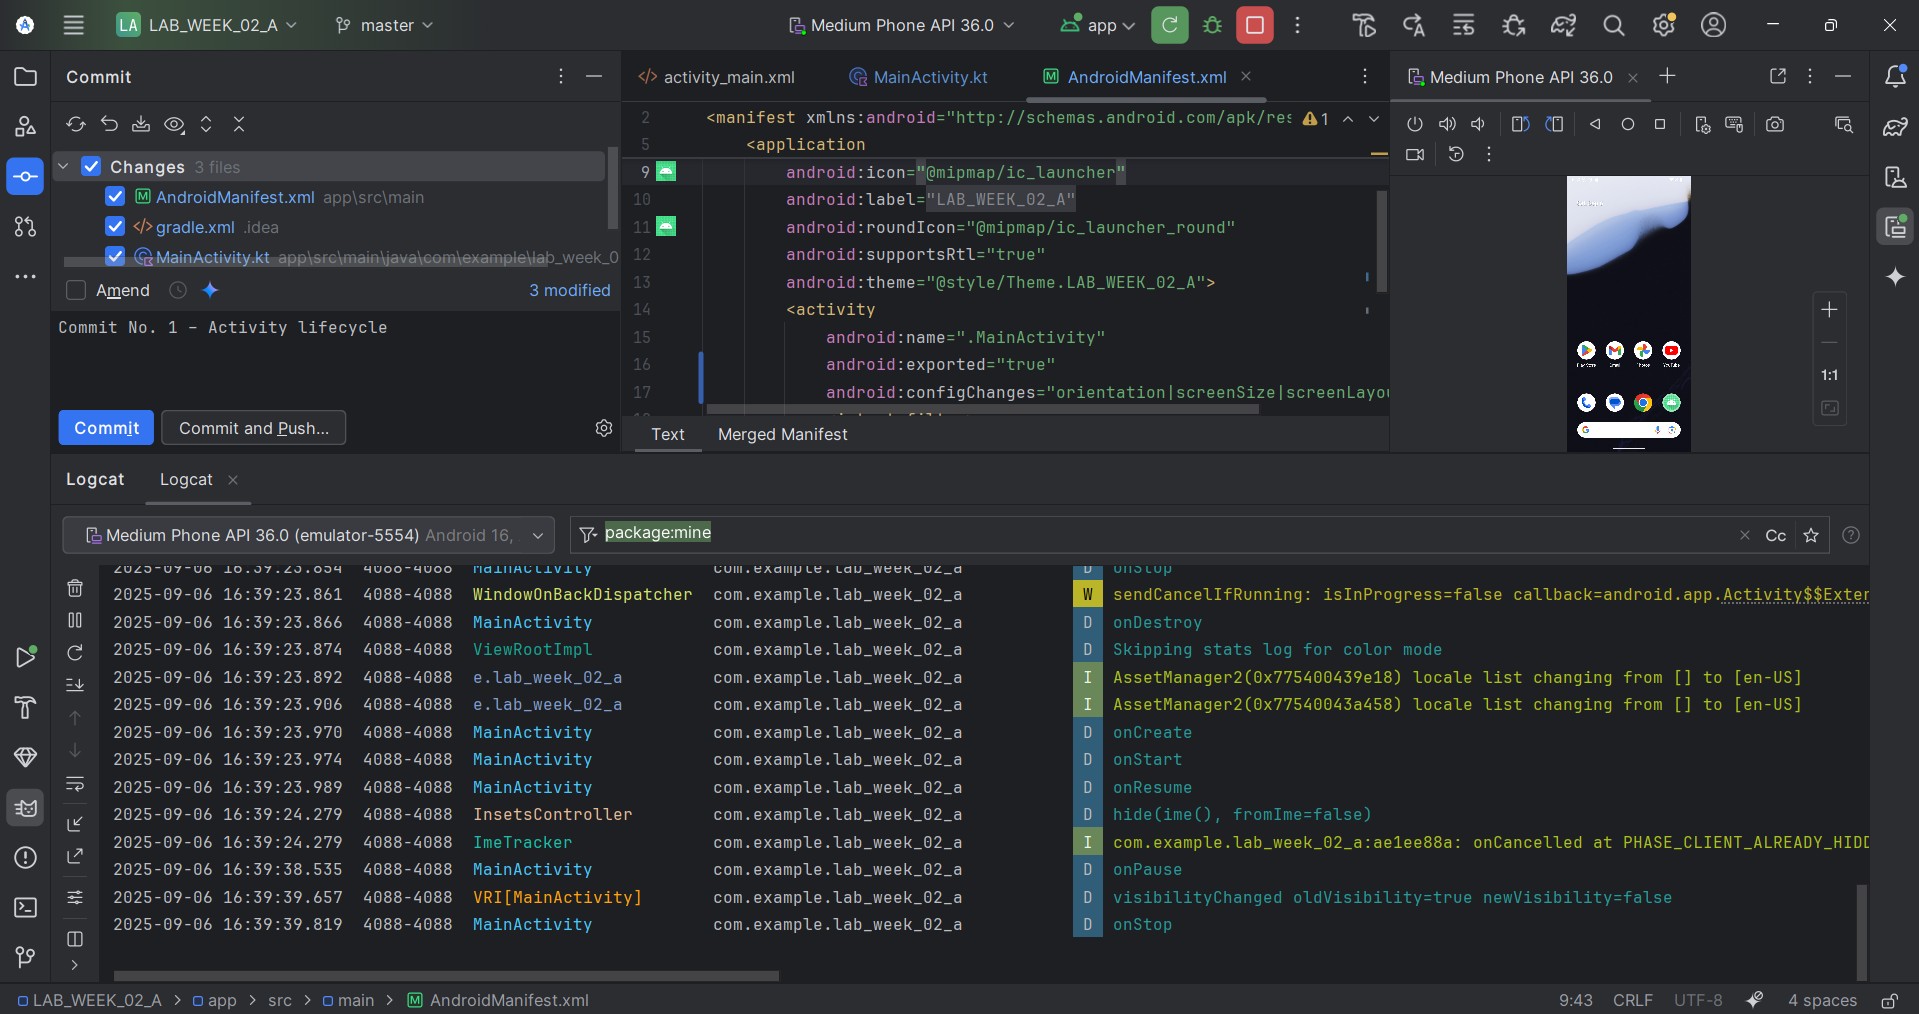 LA LAB_WEEK_02_A master Medium Phone API 36.0 app
Commit
Changes 3 files
AndroidManifest.xml app\src\main
gradle.xml .idea
MainActivity.kt app\src\main\java\com\example\lab_week_0
Amend 3 modified
Commit No. 1 - Activity lifecycle
Commit Commit and Push...
activity_main.xml MainActivity.kt AndroidManifest.xml
2 <manifest xmlns:android="http://schemas.android.com/apk/res 1
5 <application
9 android:icon="@mipmap/ic_launcher"
10 android:label="LAB_WEEK_02_A"
11 android:roundIcon="@mipmap/ic_launcher_round"
12 android:supportsRtl="true"
13 android:theme="@style/Theme.LAB_WEEK_02_A">
14 <activity
15 android:name=".MainActivity"
16 android:exported="true"
17 android:configChanges="orientation|screenSize|screenLayou
Text Merged Manifest
Medium Phone API 36.0
1:1
Logcat Logcat
Medium Phone API 36.0 (emulator-5554) Android 16, package:mine Cc
2025-09-06 16:39:23.854 4088-4088 MainActivity com.example.lab_week_02_a D onStop
2025-09-06 16:39:23.861 4088-4088 WindowOnBackDispatcher com.example.lab_week_02_a W sendCancelIfRunning: isInProgress=false callback=android.app.Activity$$Exter
2025-09-06 16:39:23.866 4088-4088 MainActivity com.example.lab_week_02_a D onDestroy
2025-09-06 16:39:23.874 4088-4088 ViewRootImpl com.example.lab_week_02_a D Skipping stats log for color mode
2025-09-06 16:39:23.892 4088-4088 e.lab_week_02_a com.example.lab_week_02_a I AssetManager2(0x775400439e18) locale list changing from [] to [en-US]
2025-09-06 16:39:23.906 4088-4088 e.lab_week_02_a com.example.lab_week_02_a I AssetManager2(0x77540043a458) locale list changing from [] to [en-US]
2025-09-06 16:39:23.970 4088-4088 MainActivity com.example.lab_week_02_a D onCreate
2025-09-06 16:39:23.974 4088-4088 MainActivity com.example.lab_week_02_a D onStart
2025-09-06 16:39:23.989 4088-4088 MainActivity com.example.lab_week_02_a D onResume
2025-09-06 16:39:24.279 4088-4088 InsetsController com.example.lab_week_02_a D hide(ime(), fromIme=false)
2025-09-06 16:39:24.279 4088-4088 ImeTracker com.example.lab_week_02_a I com.example.lab_week_02_a:ae1ee88a: onCancelled at PHASE_CLIENT_ALREADY_HIDD
2025-09-06 16:39:38.535 4088-4088 MainActivity com.example.lab_week_02_a D onPause
2025-09-06 16:39:39.657 4088-4088 VRI[MainActivity] com.example.lab_week_02_a D visibilityChanged oldVisibility=true newVisibility=false
2025-09-06 16:39:39.819 4088-4088 MainActivity com.example.lab_week_02_a D onStop
LAB_WEEK_02_A > app > src > main > AndroidManifest.xml 9:43 CRLF UTF-8 4 spaces